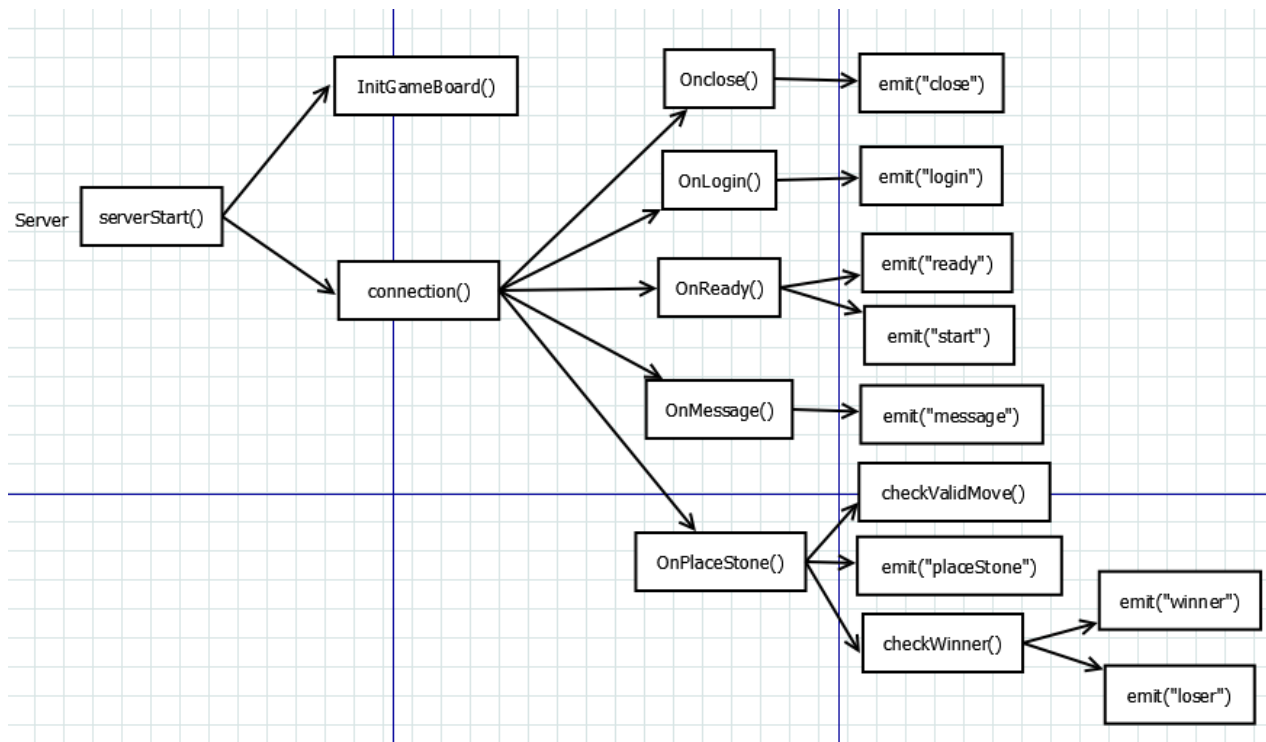 Server
serverStart()
InitGameBoard()
connection()
Onclose()
emit("close")
OnLogin()
emit("login")
OnReady()
emit("ready")
emit("start")
OnMessage()
emit("message")
OnPlaceStone()
checkValidMove()
emit("placeStone")
checkWinner()
emit("winner")
emit("loser")